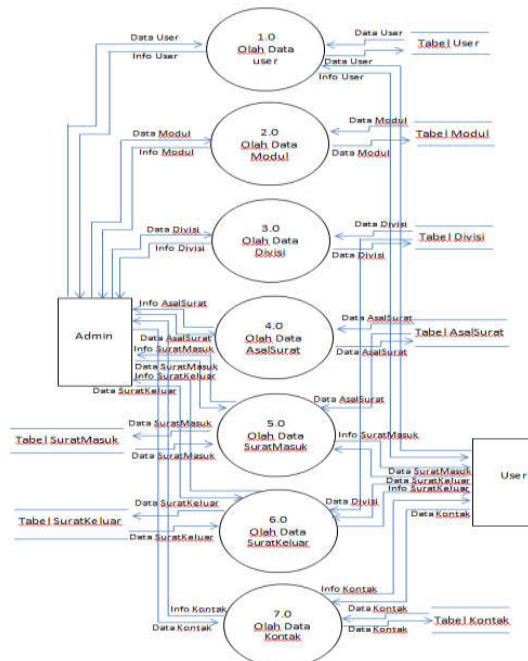 1.0
Olah Data
user
Data User
Info User
Data User
Tabel User
Data User
Info User
2.0
Olah Data
Modul
Data Modul
Info Modul
Data Modul
Tabel Modul
Data Modul
3.0
Olah Data
Divisi
Data Divisi
Info Divisi
Data Divisi
Tabel Divisi
Data Divisi
Admin
4.0
Olah Data
AsalSurat
Info AsalSurat
Data AsalSurat
Data AsalSurat
Tabel AsalSurat
Data AsalSurat
Info SuratMasuk
Data SuratMasuk
Info SuratKeluar
Data SuratKeluar
Data AsalSurat
5.0
Olah Data
SuratMasuk
Data SuratMasuk
Tabel SuratMasuk
Data SuratMasuk
Info SuratMasuk
Data SuratMasuk
Data SuratKeluar
Info SuratKeluar
User
6.0
Olah Data
SuratKeluar
Data SuratKeluar
Tabel SuratKeluar
Data SuratKeluar
Data Divisi
Info Kontak
Data Kontak
7.0
Olah Data
Kontak
Info Kontak
Data Kontak
Data Kontak
Tabel Kontak
Data Kontak